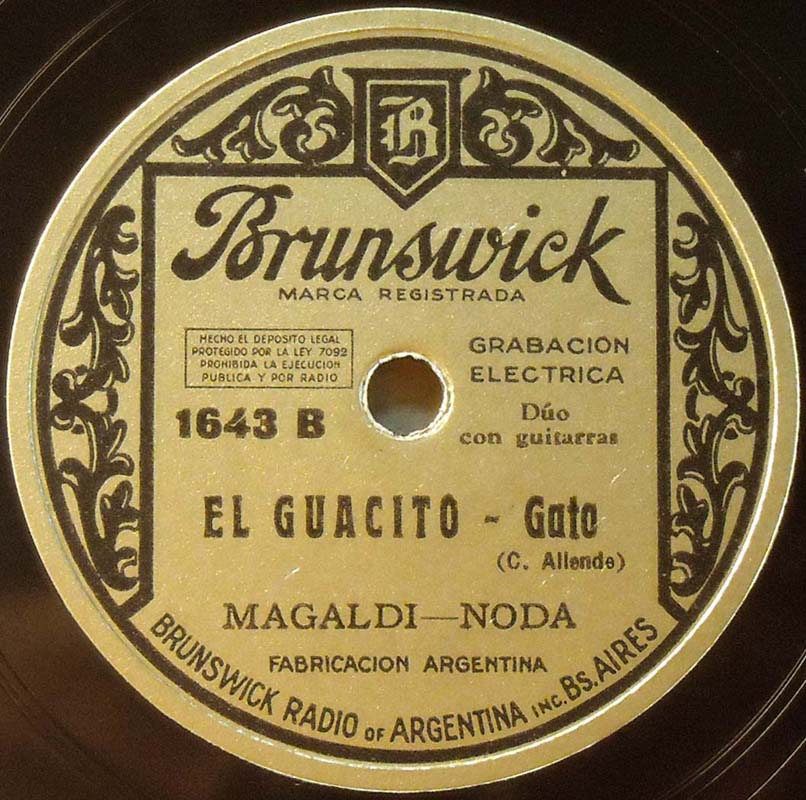 B
Brunswick
MARCA REGISTRADA
HECHO EL DEPOSITO LEGAL
PROTEGIDO POR LA LEY 7092
PROHIBIDA LA EJECUCION
PUBLICA Y POR RADIO
GRABACION
ELECTRICA
1643 B
Dúo
con guitarras
EL GUACITO - Gato
(C. Allende)
MAGALDI—NODA
FABRICACION ARGENTINA
BRUNSWICK RADIO OF ARGENTINA INC. Bs. AIRES